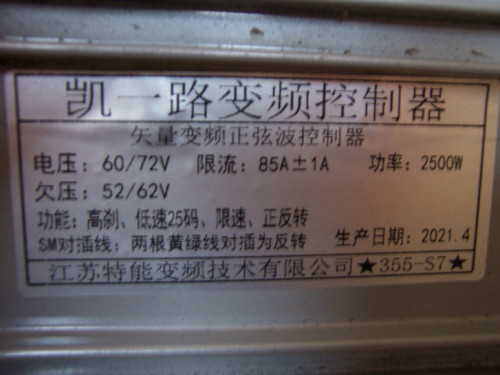 凯一路变频控制器
矢量变频正弦波控制器
电压：60/72V 限流：85A±1A 功率：2500W
欠压：52/62V
功能：高刹、低速25码、限速、正反转
SM对插线：两根黄绿线对插为反转 生产日期：2021.4
江苏特能变频技术有限公司★355-S7★